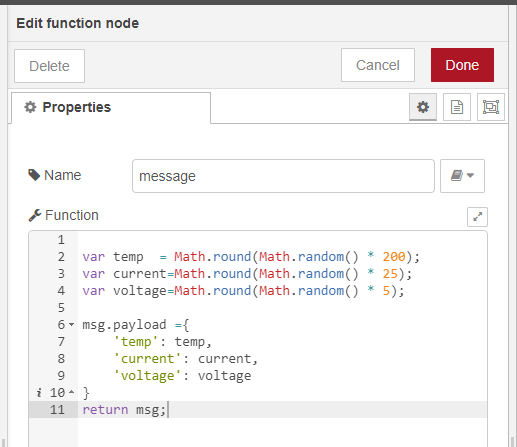 Edit function node
Delete
Cancel
Done
Properties
Name
message
Function
1
2 var temp  = Math.round(Math.random() * 200);
3 var current=Math.round(Math.random() * 25);
4 var voltage=Math.round(Math.random() * 5);
5
6 msg.payload ={
7     'temp': temp,
8     'current': current,
9     'voltage': voltage
i 10 }
11 return msg;